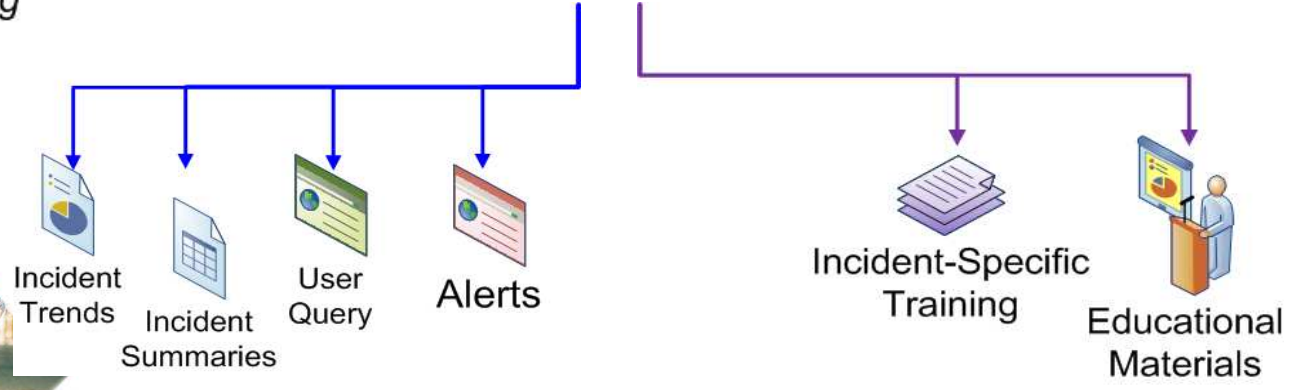 Incident
Trends
Incident
Summaries
User
Query
Alerts
Incident-Specific
Training
Educational
Materials